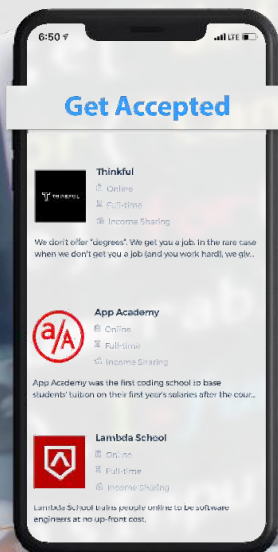 6:50
LTE
Get Accepted
Thinkful
THINKFUL
Online
Full-time
Income Sharing
We don't offer "degrees". We get you a job. In the rare case
when we don't get you a job (and you work hard), we giv...
App Academy
a/A
Online
Full-time
Income Sharing
App Academy was the first coding school to base
students' tuition on their first year's salaries after the cour...
Lambda School
Online
Full-time
Income Sharing
Lambda School trains people online to be software
engineers at no up-front cost.